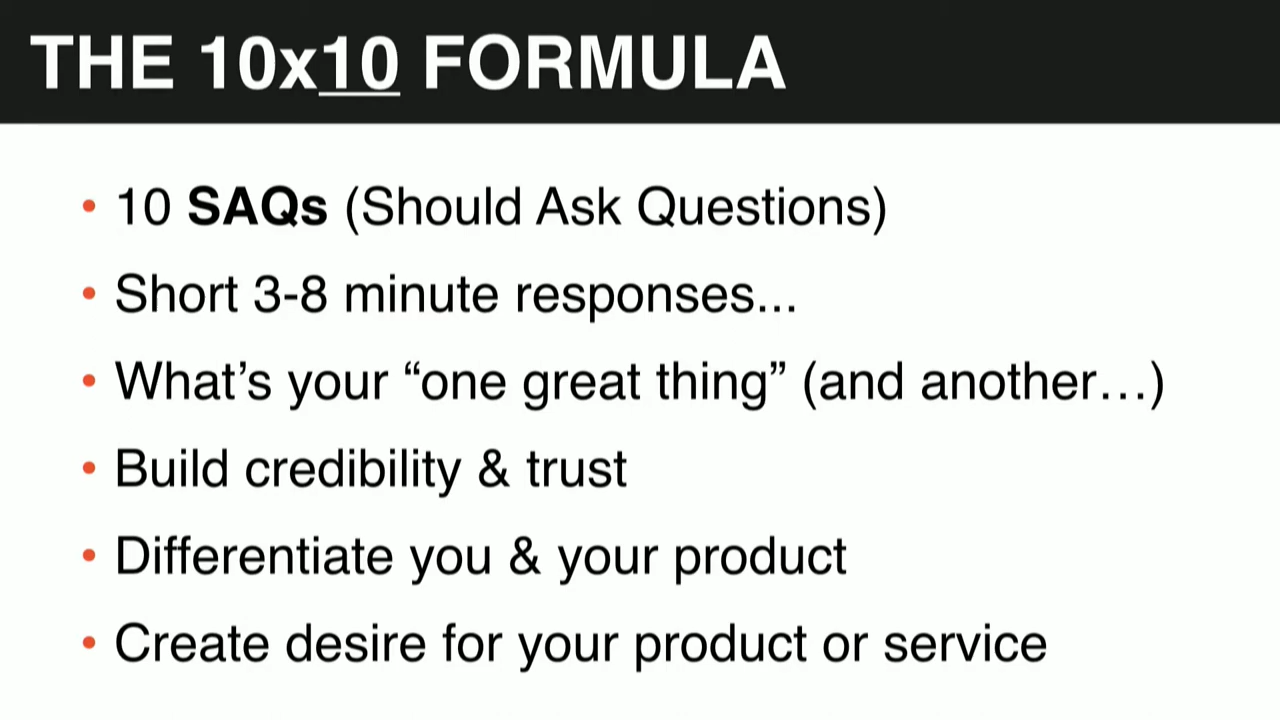 THE 10x10 FORMULA
• 10 SAQs (Should Ask Questions)
• Short 3-8 minute responses...
• What’s your “one great thing” (and another…)
• Build credibility & trust
• Differentiate you & your product
• Create desire for your product or service